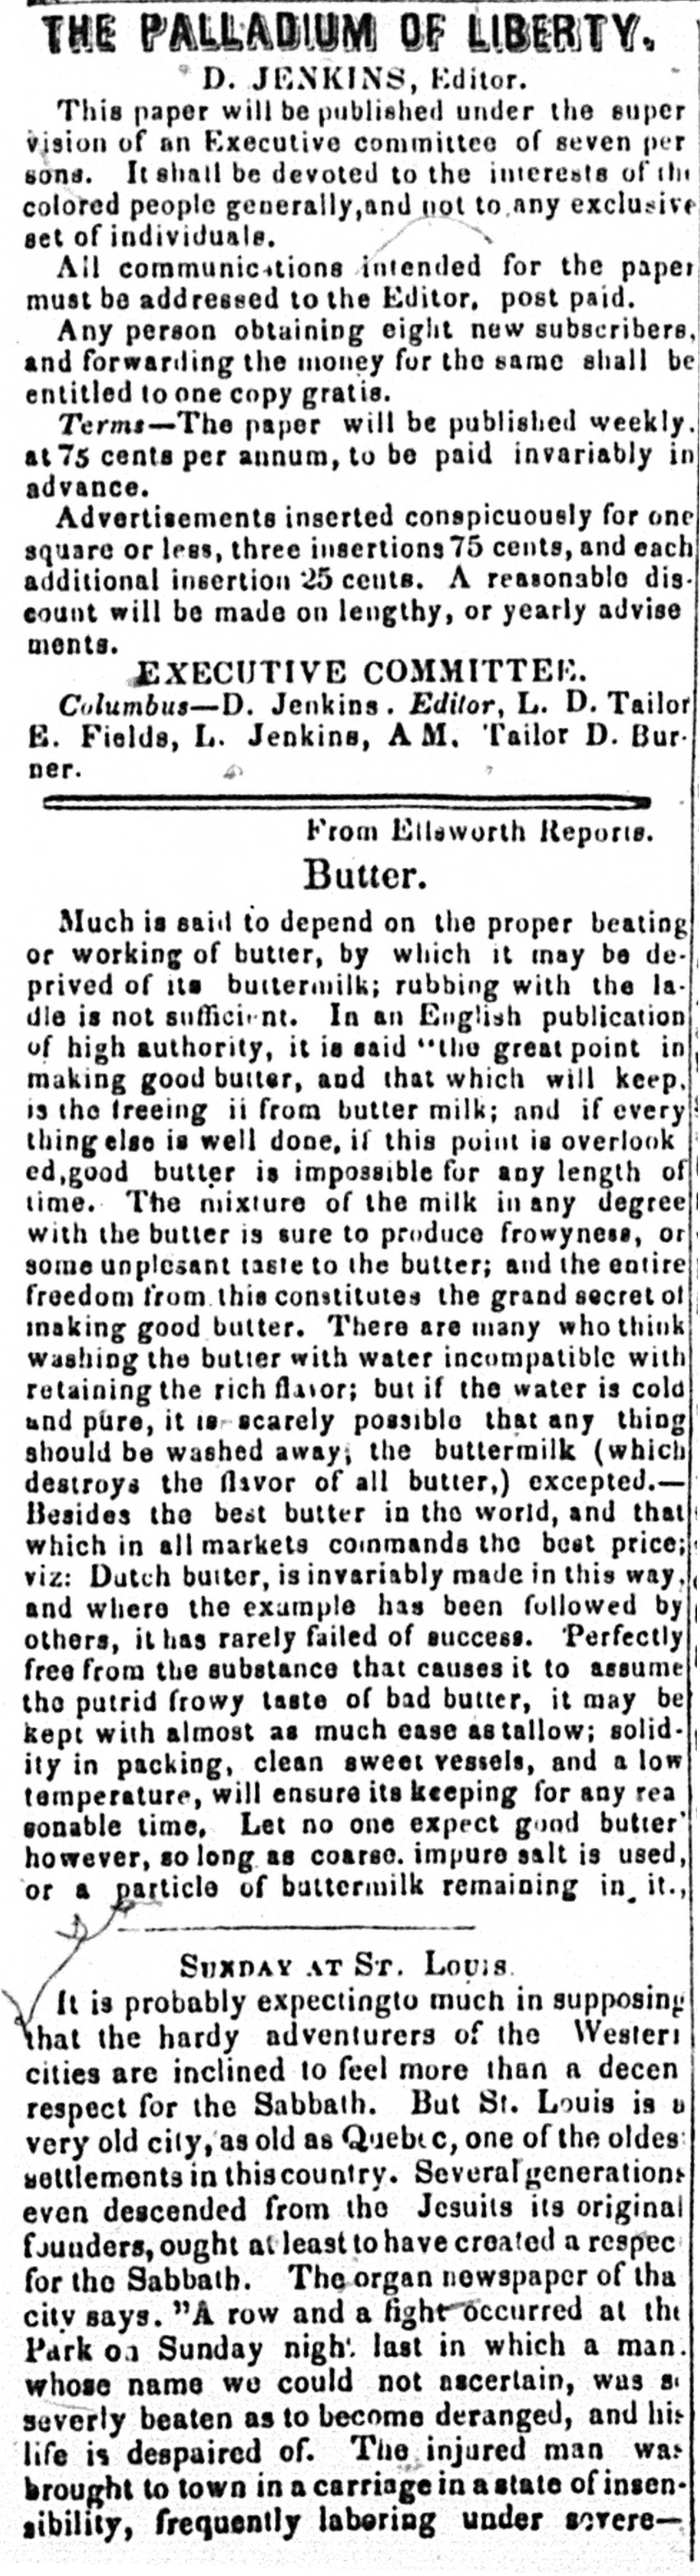 THE PALLADIUM OF LIBERTY.
D. JENKINS, Editor.
This paper will be published under the super
vision of an Executive committee of seven per
sons. It shall be devoted to the interests of the
colored people generally,and not to any exclusive
set of individuals.
All communications intended for the paper
must be addressed to the Editor, post paid.
Any person obtaining eight new subscribers,
and forwarding the money for the same shall be
entitled to one copy gratis.
Terms—The paper will be published weekly.
at 75 cents per annum, to be paid invariably in
advance.
Advertisements inserted conspicuously for one
square or less, three insertions 75 cents, and each
additional insertion 25 cents. A reasonable dis-
count will be made on lengthy, or yearly advise
ments.
EXECUTIVE COMMITTEE.
Columbus—D. Jenkins. Editor, L. D. Tailor
E. Fields, L. Jenkins, A M. Tailor D. Bur-
ner.
From Ellsworth Reports.
Butter.
Much is said to depend on the proper beating
or working of butter, by which it may be de-
prived of its buttermilk; rubbing with the la-
dle is not sufficient. In an English publication
of high authority, it is said "the great point in
making good butter, and that which will keep,
is the freeing it from butter milk; and if every
thing else is well done, if this point is overlook
ed,good butter is impossible for any length of
time. The mixture of the milk in any degree
with the butter is sure to produce frowyness, or
some unplesant taste to the butter; and the entire
freedom from this constitutes the grand secret of
making good butter. There are many who think
washing the butter with water incompatible with
retaining the rich flavor; but if the water is cold
and pure, it is scarely possible that any thing
should be washed away; the buttermilk (which
destroys the flavor of all butter,) excepted.—
Besides the best butter in the world, and that
which in all markets commands the best price;
viz: Dutch butter, is invariably made in this way,
and where the example has been followed by
others, it has rarely failed of success. Perfectly
free from the substance that causes it to assume
the putrid frowy taste of bad butter, it may be
kept with almost as much ease as tallow; solid-
ity in packing, clean sweet vessels, and a low
temperature, will ensure its keeping for any rea
sonable time. Let no one expect good butter
however, so long as coarse, impure salt is used,
or a particle of buttermilk remaining in it.,
SUNDAY AT ST. LOUIS.
It is probably expectingto much in supposing
that the hardy adventurers of the Western
cities are inclined to feel more than a decen
respect for the Sabbath. But St. Louis is a
very old city, as old as Quebec, one of the oldes
settlements in this country. Several generations
even descended from the Jesuits its original
founders, ought at least to have created a respec
for the Sabbath. The organ newspaper of tha
city says. "A row and a fight occurred at the
Park on Sunday night last in which a man.
whose name we could not ascertain, was s
severly beaten as to become deranged, and his
life is despaired of. The injured man was
brought to town in a carriage in a state of insen-
sibility, frequently laboring under severe—